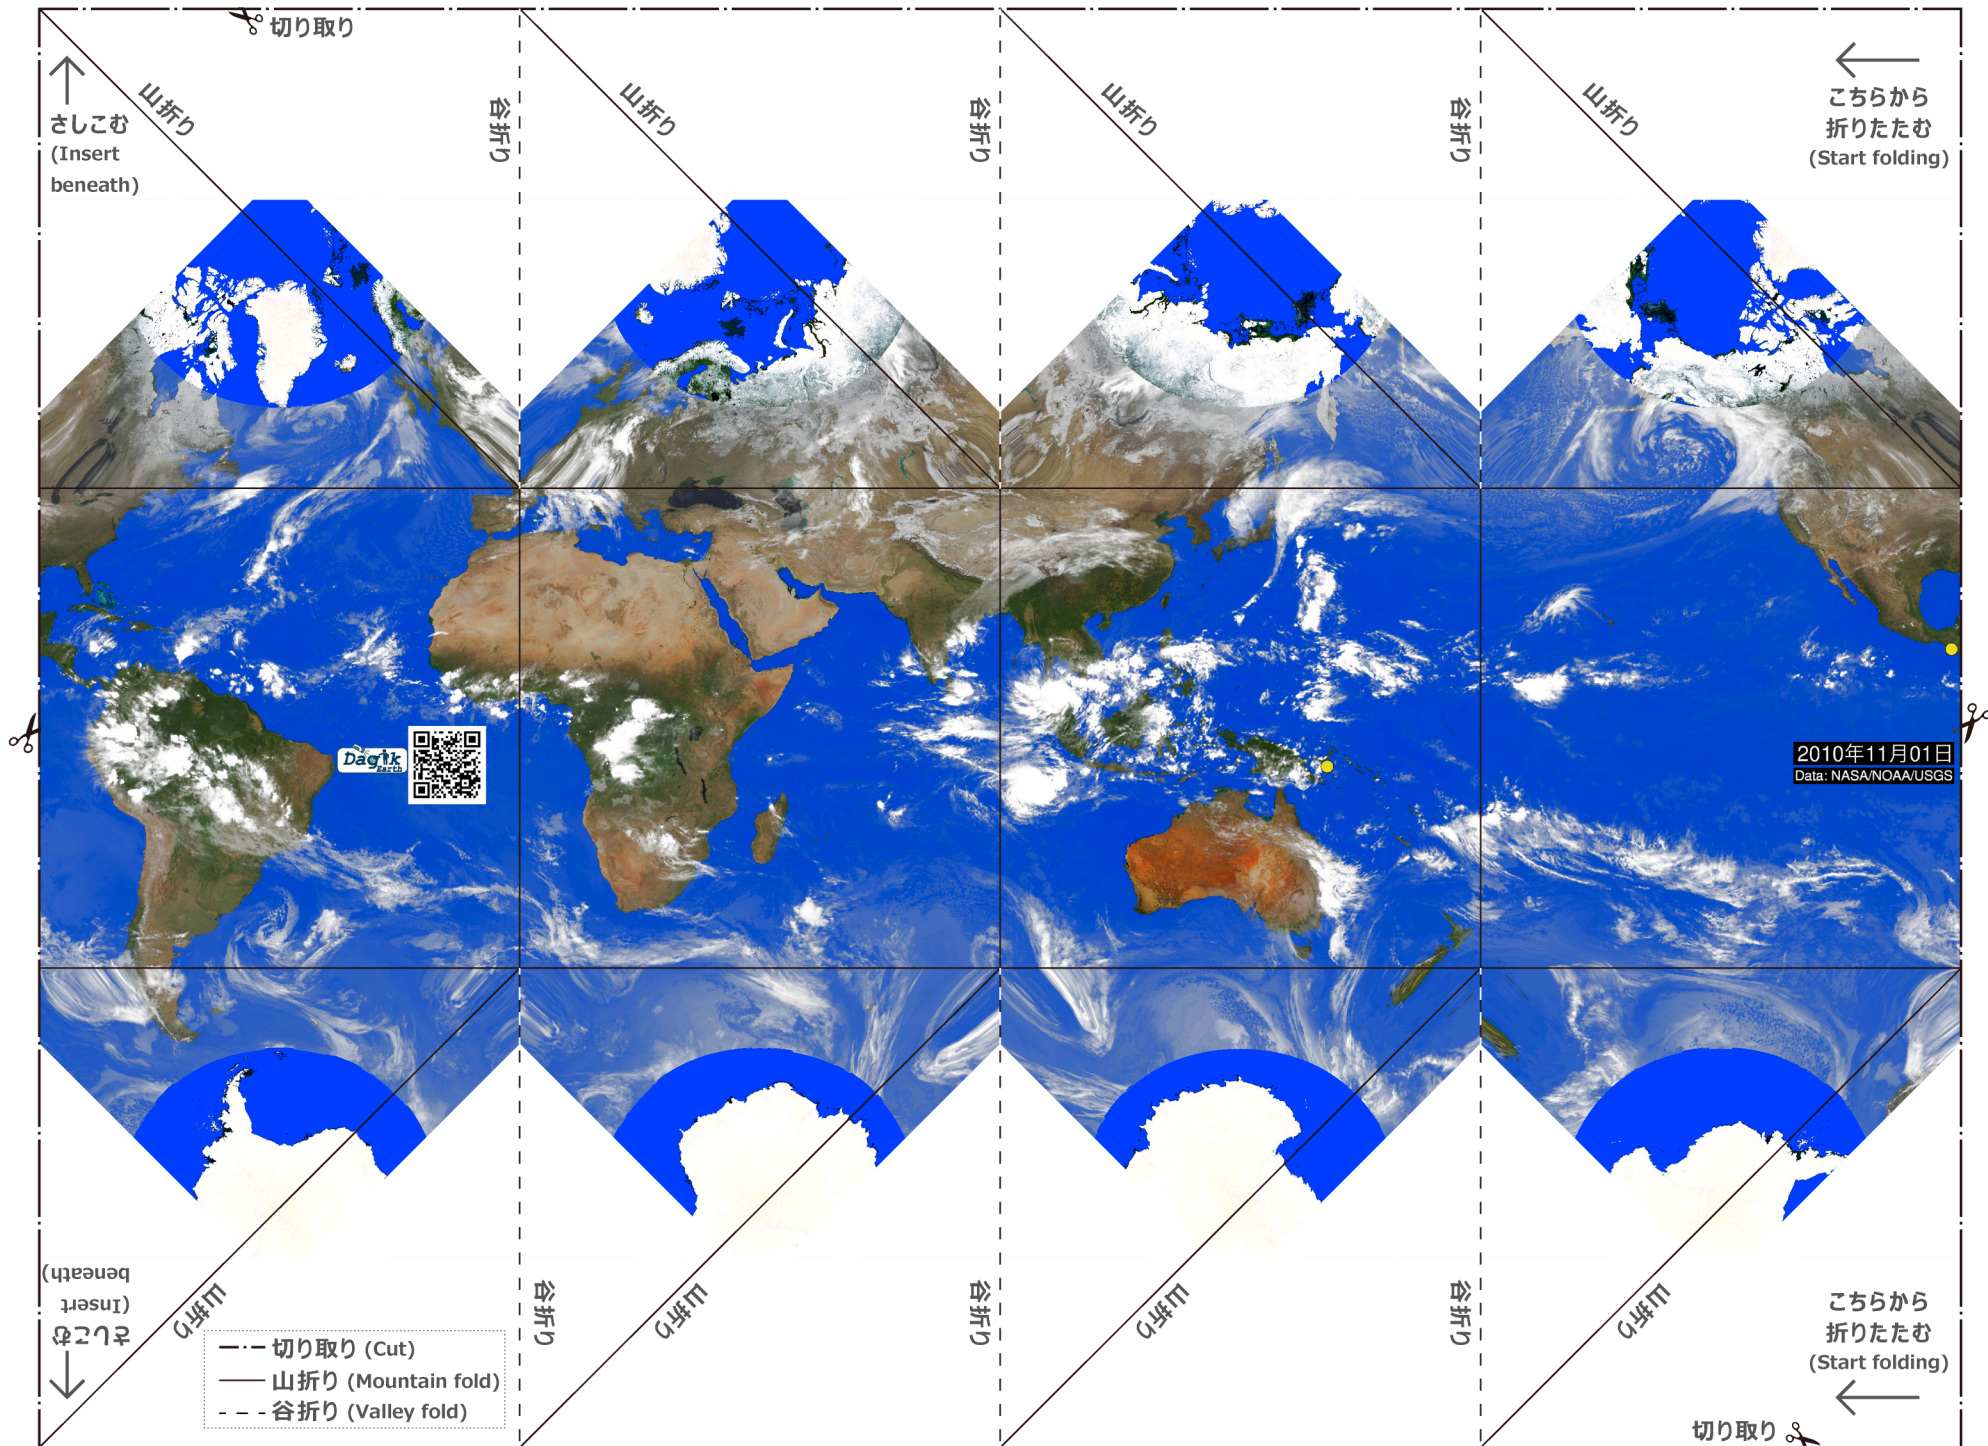 切り取り
さしこむ
(Insert
beneath)
山折り
谷折り
山折り
谷折り
山折り
谷折り
山折り
こちらから
折りたたむ
(Start folding)
Dagik
Earth
2010年11月01日
Data: NASA/NOAA/USGS
さしこむ
(Insert
beneath)
山折り
谷折り
山折り
谷折り
山折り
谷折り
山折り
こちらから
折りたたむ
(Start folding)
切り取り (Cut)
山折り (Mountain fold)
谷折り (Valley fold)
切り取り